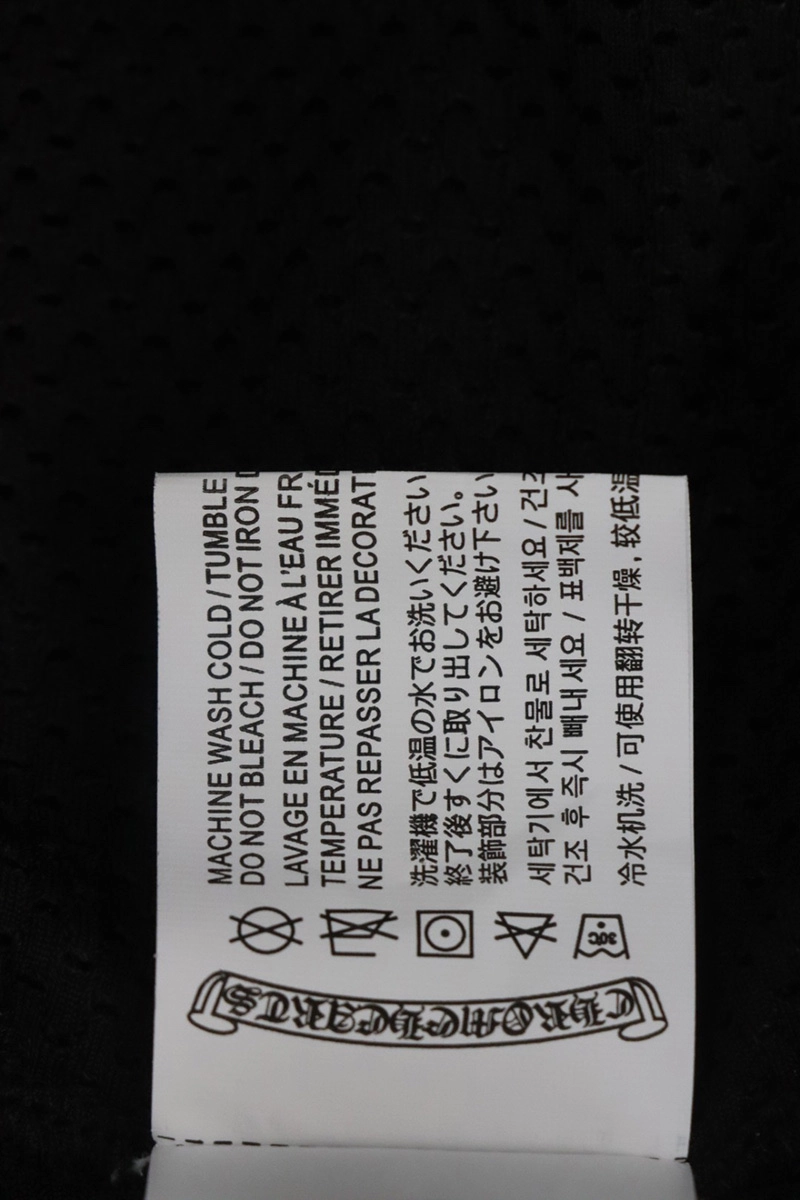 MACHINE WASH COLD / TUMBLE
DO NOT BLEACH / DO NOT IRON
LAVAGE EN MACHINE À L'EAU FR
TEMPERATURE / RETIRER IMMÉD
NE PAS REPASSER LA DECORATI
洗濯機で低温の水でお洗いください
終了後すぐに取り出してください。
装飾部分はアイロンをお避け下さい
세탁기에서 찬물로 세탁하세요 / 건조
건조 후 즉시 빼내 세요 / 표백제를 사
冷水机洗 / 可使用翻转干燥，较低温
CHROME HEARTS